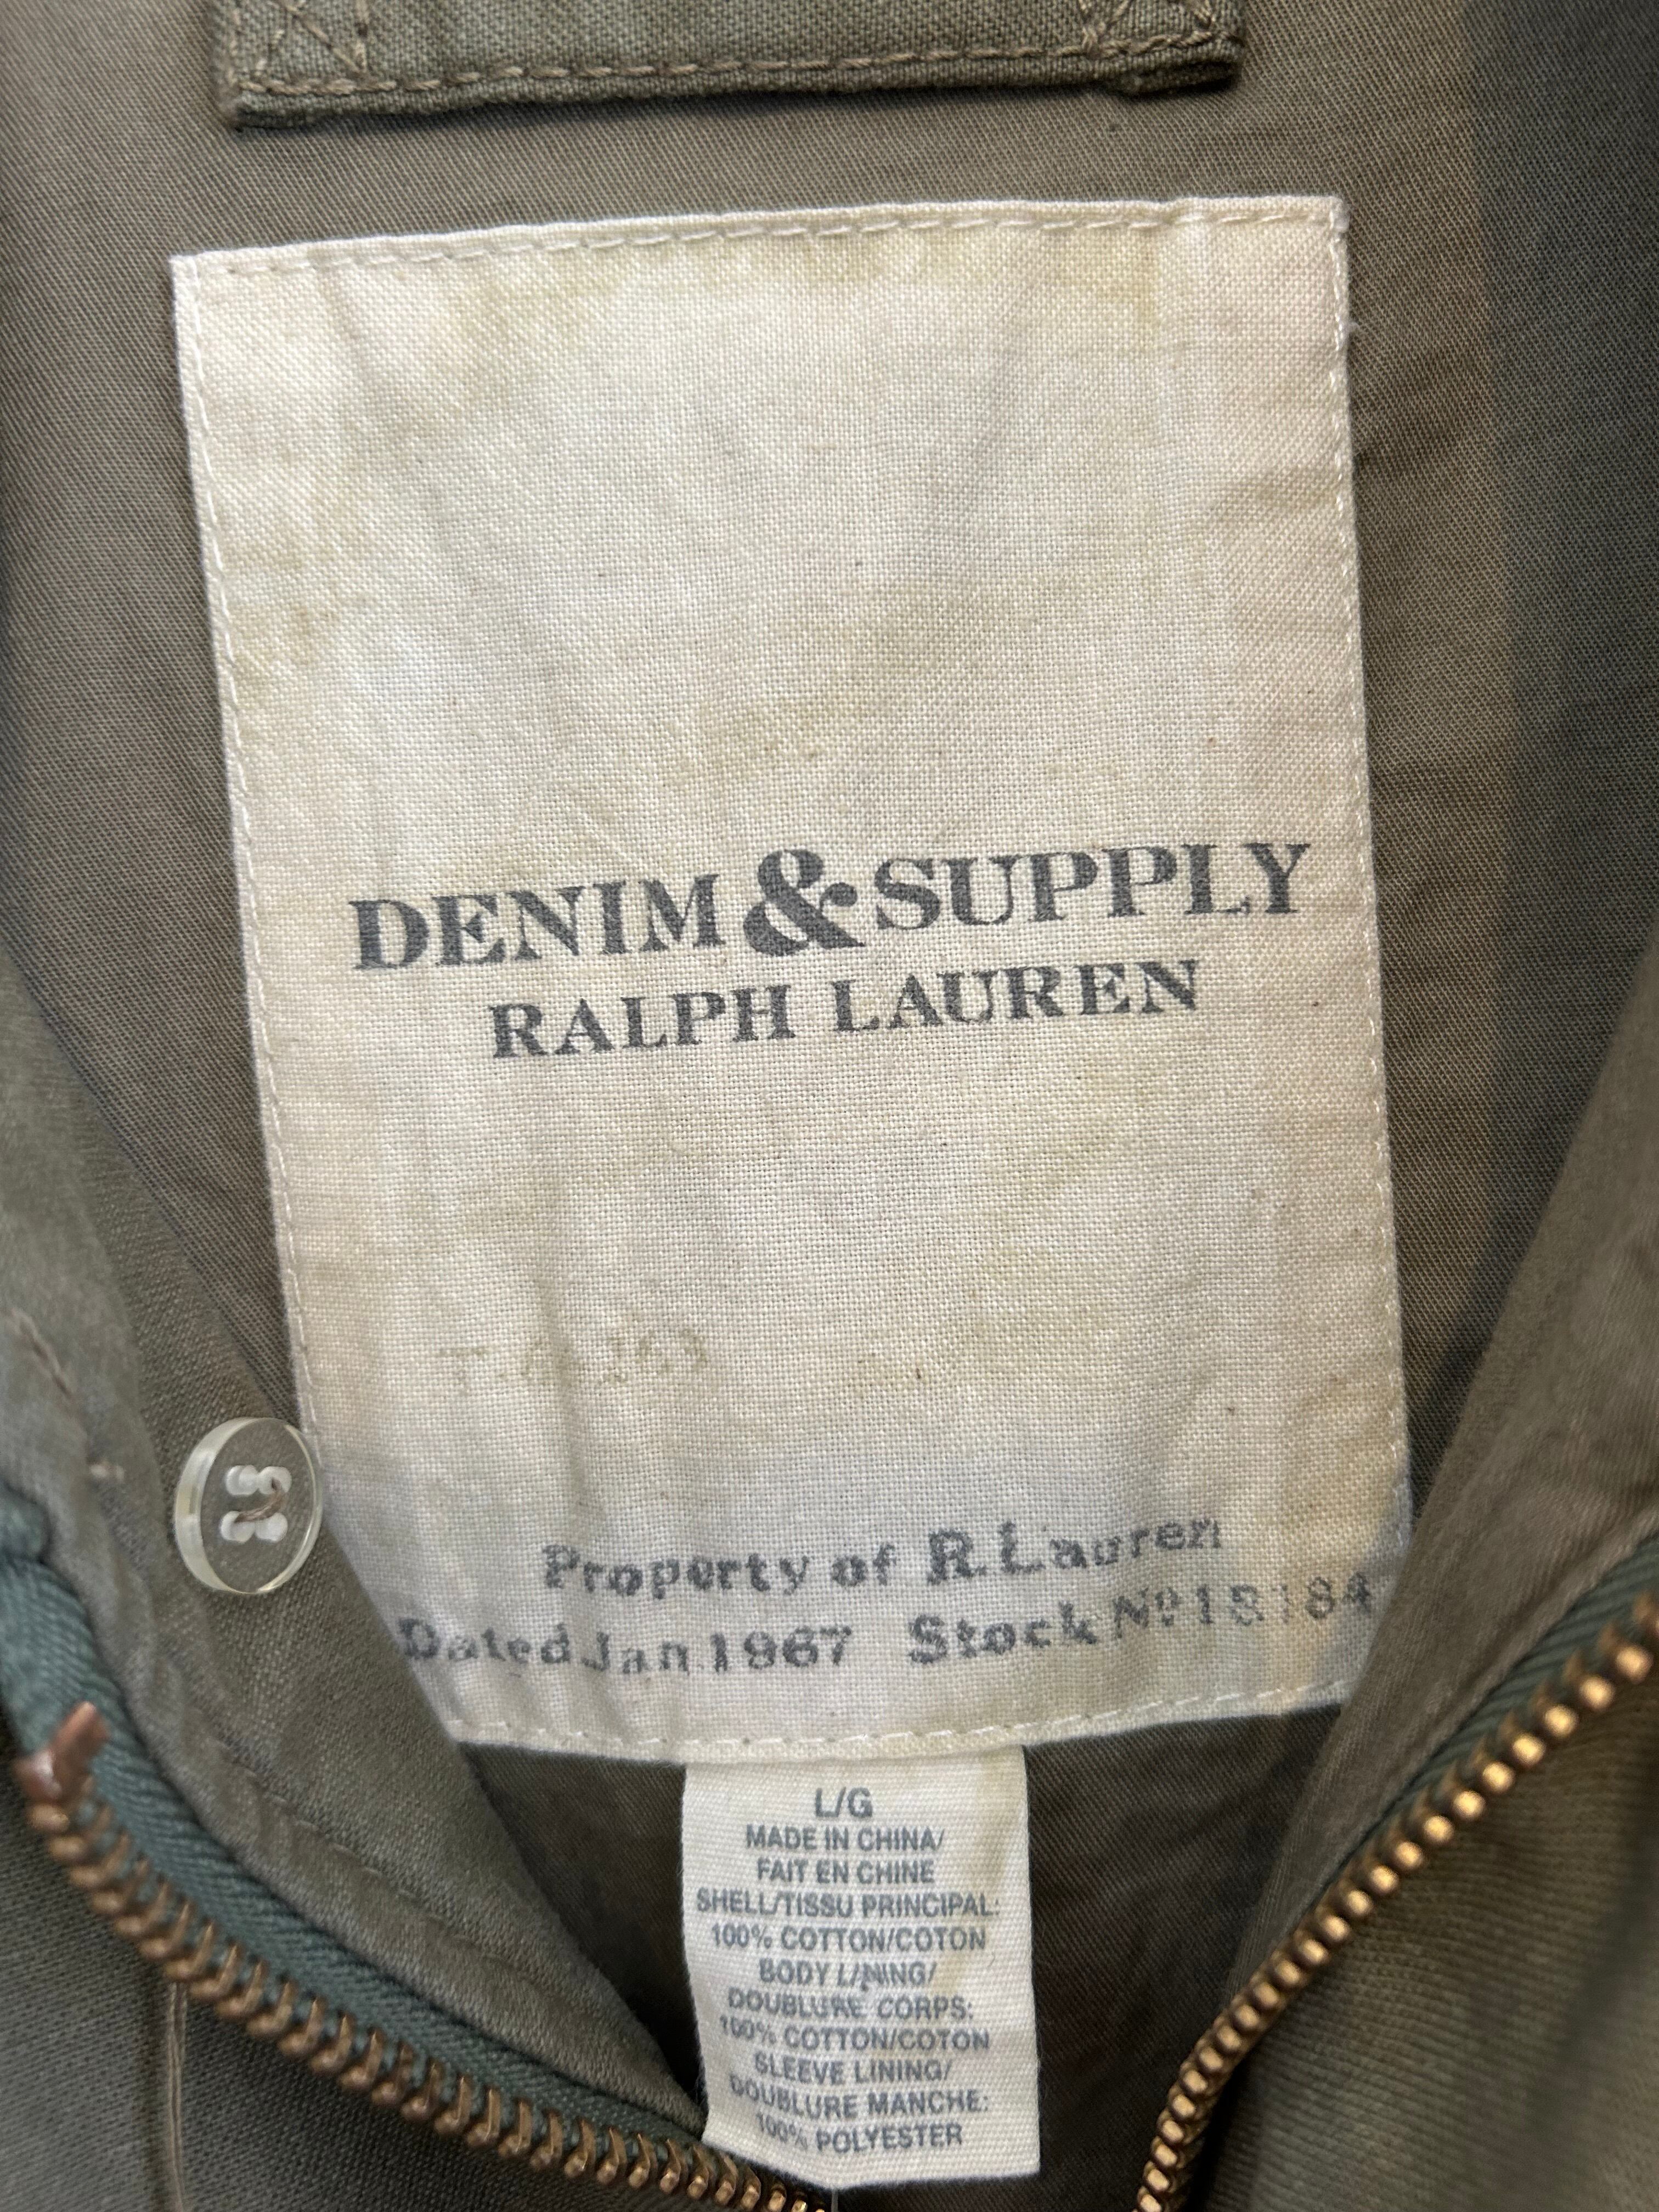 DENIM & SUPPLY
RALPH LAUREN
Property of R. Lauren
Dated Jan. 1967 Stock Nº 18184
L/G
MADE IN CHINA/
FAIT EN CHINE
SHELL/TISSU PRINCIPAL:
100% COTTON/COTON
BODY LINING/
DOUBLURE CORPS:
100% COTTON/COTON
SLEEVE LINING/
DOUBLURE MANCHE:
100% POLYESTER